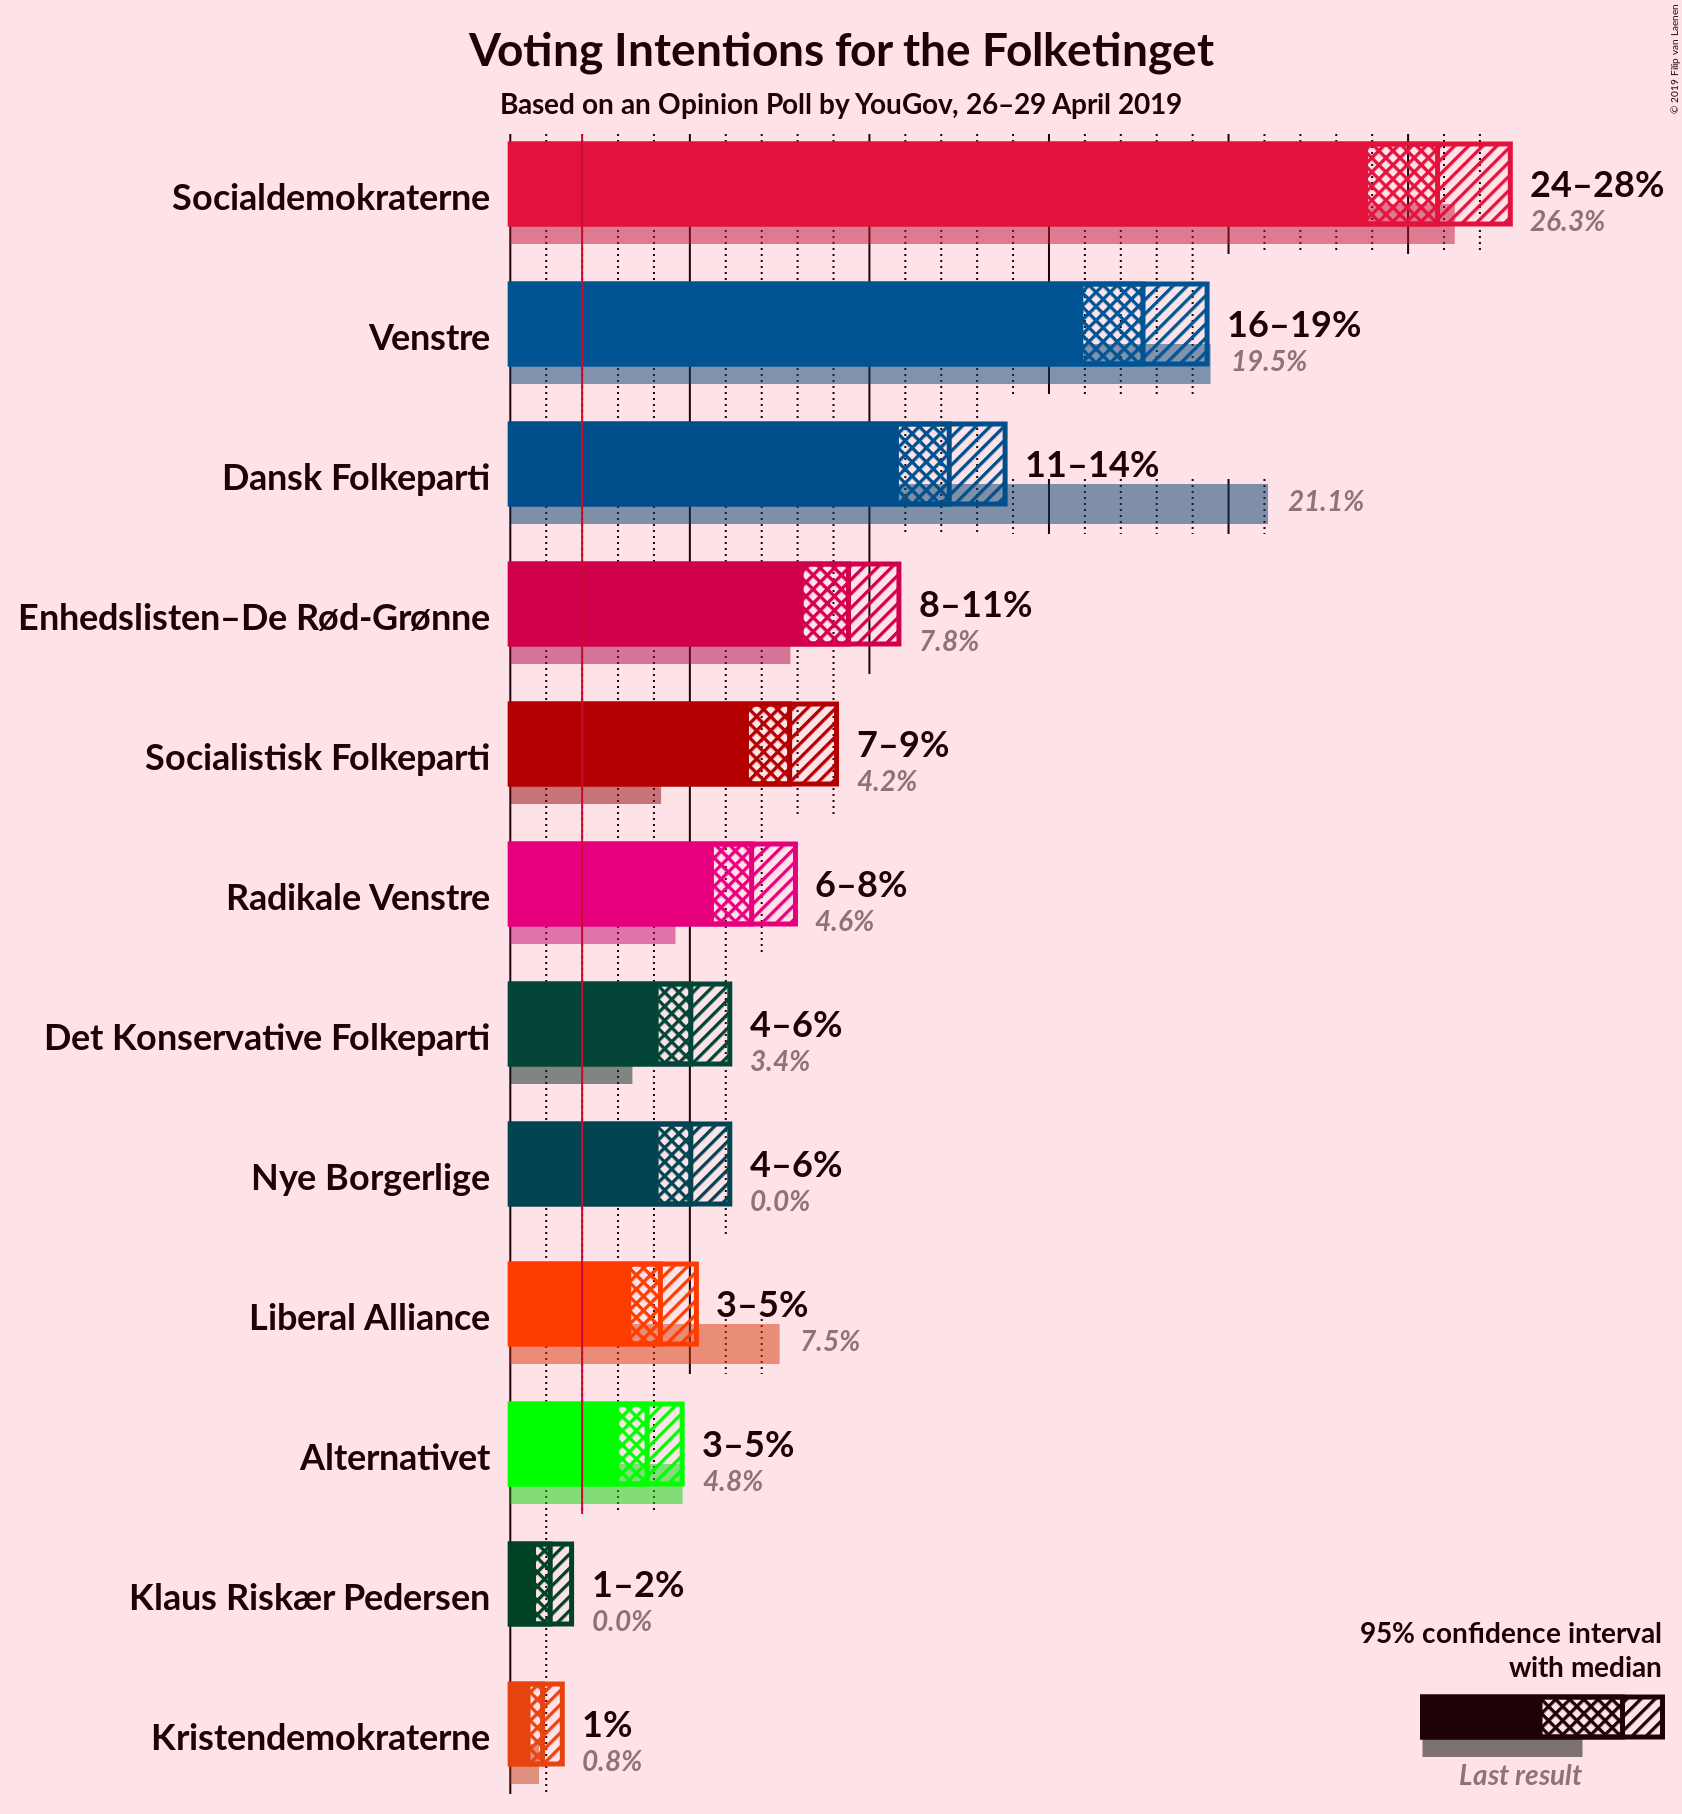 © 2019 Filip van Laenen
Voting Intentions for the Folketinget
Based on an Opinion Poll by YouGov, 26–29 April 2019
Socialdemokraterne
24–28%
26.3%
Venstre
16–19%
19.5%
Dansk Folkeparti
11–14%
21.1%
Enhedslisten–De Rød-Grønne
8–11%
7.8%
Socialistisk Folkeparti
7–9%
4.2%
Radikale Venstre
6–8%
4.6%
Det Konservative Folkeparti
4–6%
3.4%
Nye Borgerlige
4–6%
0.0%
Liberal Alliance
3–5%
7.5%
Alternativet
3–5%
4.8%
Klaus Riskær Pedersen
1–2%
0.0%
Kristendemokraterne
1%
0.8%
95% confidence interval
with median
Last result